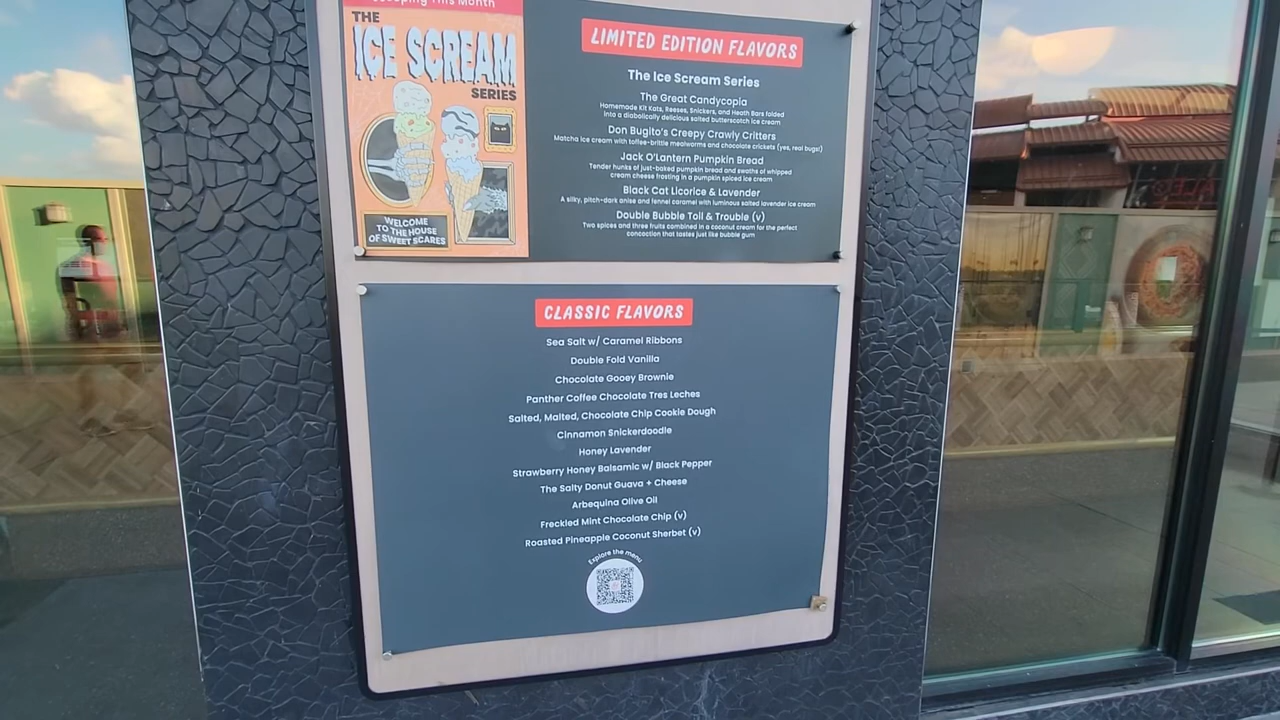 This Month
THE
ICE SCREAM
SERIES
WELCOME
TO THE HOUSE
OF SWEET SCARES
LIMITED EDITION FLAVORS
The Ice Scream Series
The Great Candycopia
Homemade Kit Kats, Reeses, Snickers, and Heath Bars folded
into a diabolically delicious salted butterscotch ice cream
Don Bugito's Creepy Crawly Critters
Matcha ice cream with toffee-brittle mealworms and chocolate crickets (yes, real bugs!)
Jack O'Lantern Pumpkin Bread
Tender hunks of just-baked pumpkin bread and swaths of whipped
cream cheese frosting in a pumpkin spiced ice cream
Black Cat Licorice & Lavender
A silky, pitch-dark anise and fennel caramel with luminous salted lavender ice cream
Double Bubble Toll & Trouble (v)
Two spices and three fruits combined in a coconut cream for the perfect
concoction that tastes just like bubble gum
CLASSIC FLAVORS
Sea Salt w/ Caramel Ribbons
Double Fold Vanilla
Chocolate Gooey Brownie
Panther Coffee Chocolate Tres Leches
Salted, Malted, Chocolate Chip Cookie Dough
Cinnamon Snickerdoodle
Honey Lavender
Strawberry Honey Balsamic w/ Black Pepper
The Salty Donut Guava + Cheese
Arbequina Olive Oil
Freckled Mint Chocolate Chip (v)
Roasted Pineapple Coconut Sherbet (v)
Explore the menu